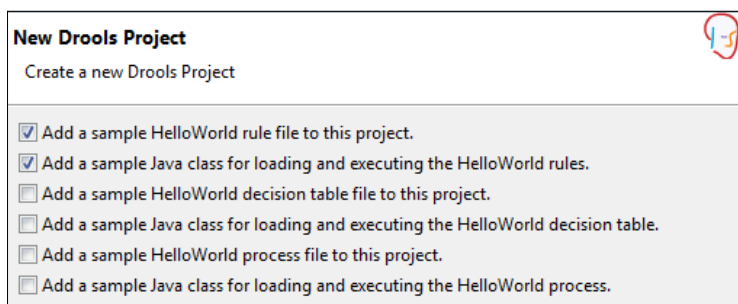 New Drools Project
Create a new Drools Project
Add a sample HelloWorld rule file to this project.
Add a sample Java class for loading and executing the HelloWorld rules.
Add a sample HelloWorld decision table file to this project.
Add a sample Java class for loading and executing the HelloWorld decision table.
Add a sample HelloWorld process file to this project.
Add a sample Java class for loading and executing the HelloWorld process.